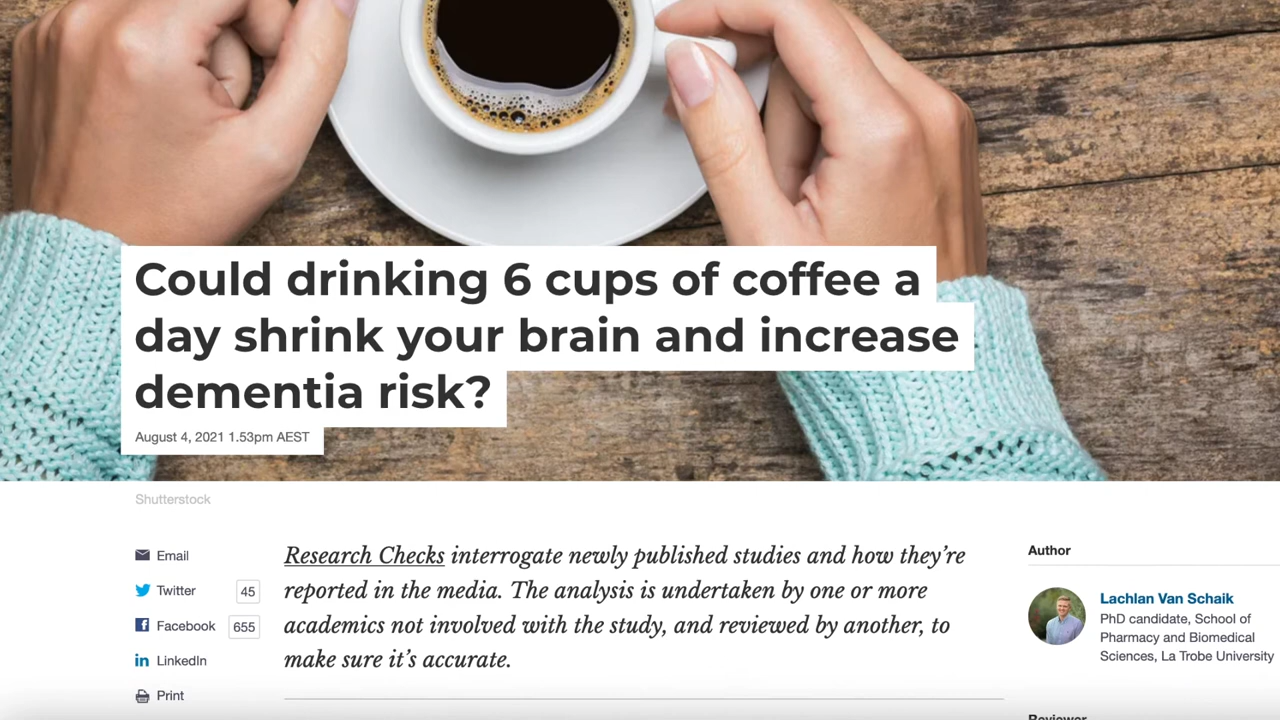 Could drinking 6 cups of coffee a
day shrink your brain and increase
dementia risk?
August 4, 2021 1.53pm AEST
Shutterstock
Email
Twitter 45
Facebook 655
LinkedIn
Print
Research Checks interrogate newly published studies and how they’re
reported in the media. The analysis is undertaken by one or more
academics not involved with the study, and reviewed by another, to
make sure it’s accurate.
Author
Lachlan Van Schaik
PhD candidate, School of
Pharmacy and Biomedical
Sciences, La Trobe University
Reviewer